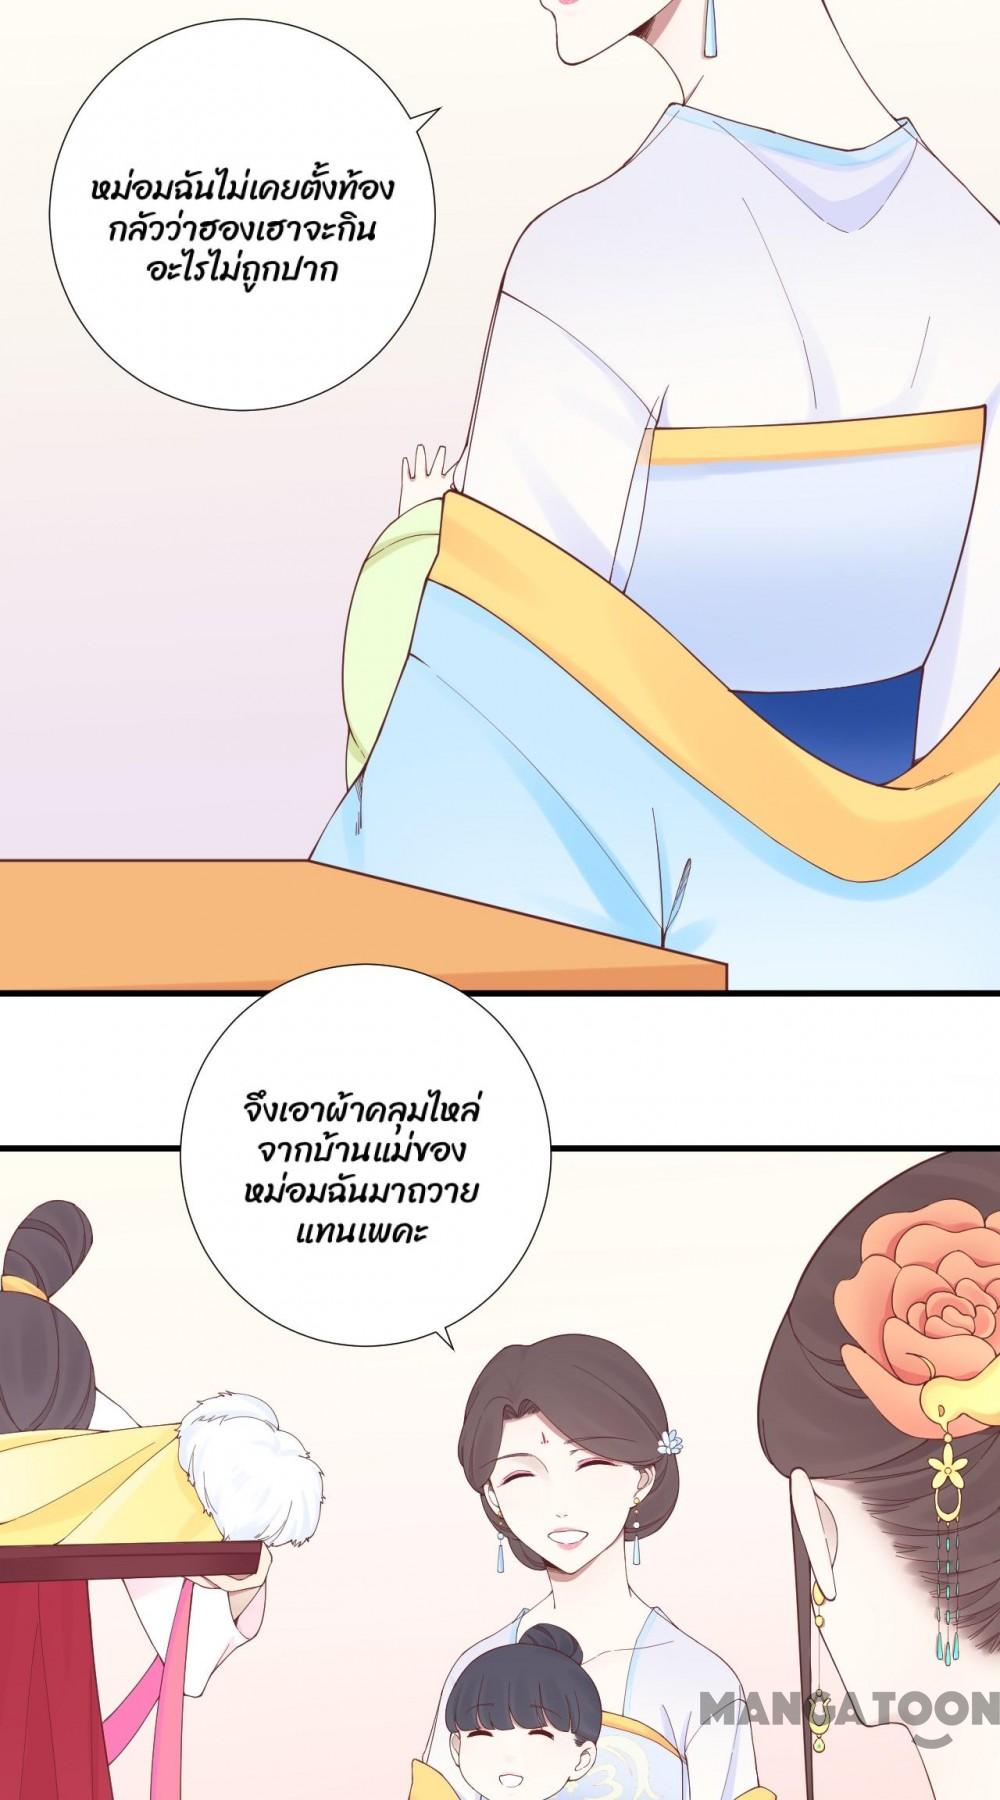 หม่อมฉันไม่เคยตั้งท้อง
กลัวว่าฮองเฮาจะกิน
อะไรไม่ถูกปาก
จึงเอาผ้าคลุมไหล่
จากบ้านแม่ของ
หม่อมฉันมาถวาย
แทนเพคะ
MANGATOON